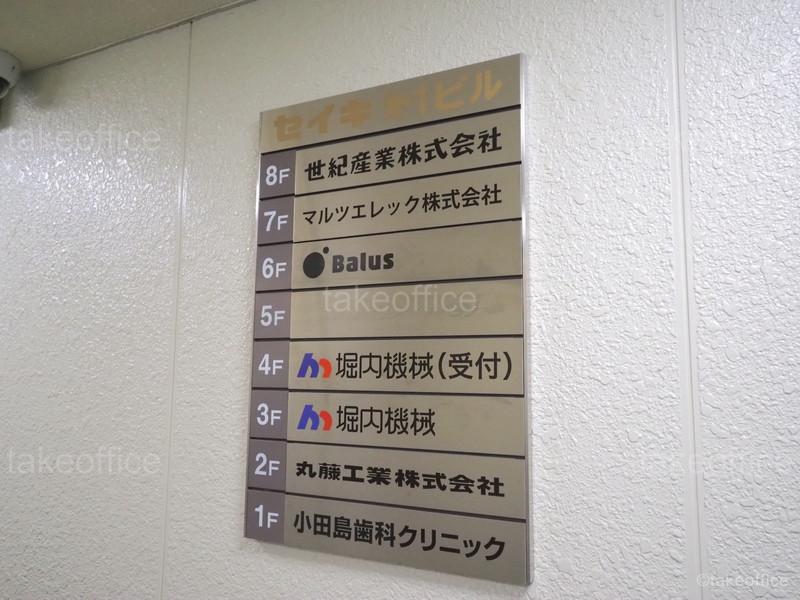 セイキ 第1ビル
8F 世紀産業株式会社
7F マルツエレック株式会社
6F Balus
5F
4F 堀内機械(受付)
3F 堀内機械
2F 丸藤工業株式会社
1F 小田島歯科クリニック
takeoffice
takeoffice
takeoffice
takeoffice
takeoffice
©takeoffice